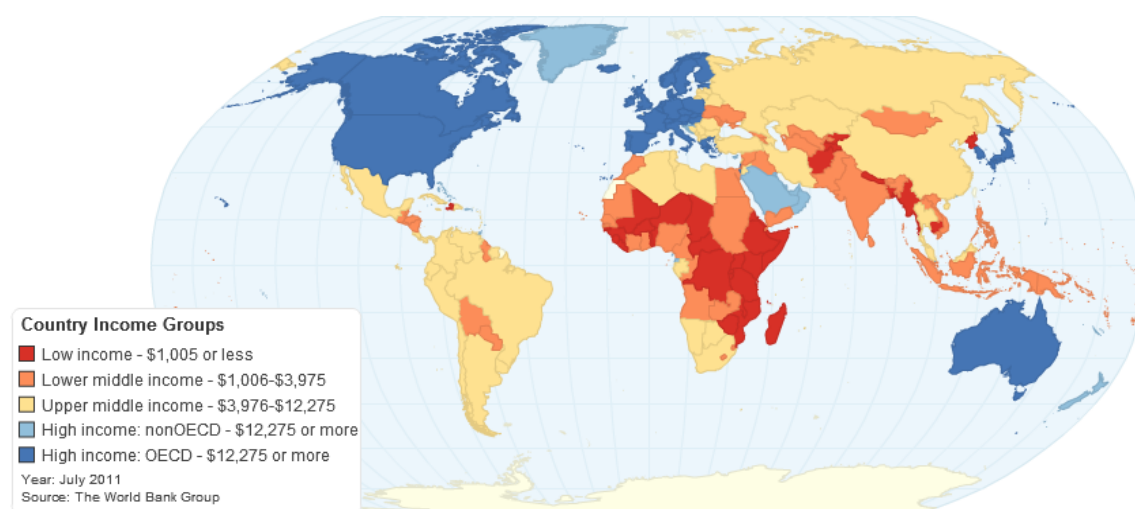 Country Income Groups
Low income - $1,005 or less
Lower middle income - $1,006-$3,975
Upper middle income - $3,976-$12,275
High income: nonOECD - $12,275 or more
High income: OECD - $12,275 or more
Year: July 2011
Source: The World Bank Group